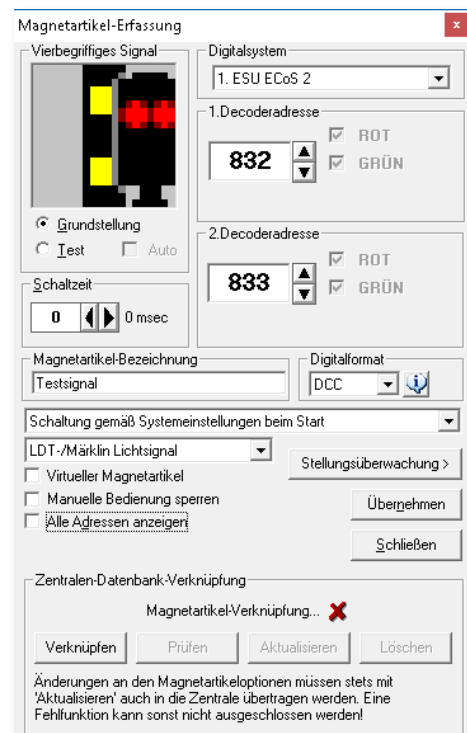 Magnetartikel-Erfassung
x
Vierbegriffiges Signal
Grundstellung
Test
Auto
Schaltzeit
0
0 msec
Digitalsystem
1. ESU ECoS 2
1.Decoderadresse
832
ROT
GRÜN
2.Decoderadresse
833
ROT
GRÜN
Magnetartikel-Bezeichnung
Testsignal
Digitalformat
DCC
Schaltung gemäß Systemeinstellungen beim Start
LDT-/Märklin Lichtsignal
Virtueller Magnetartikel
Manuelle Bedienung sperren
Alle Adressen anzeigen
Stellungsüberwachung >
Übernehmen
Schließen
Zentralen-Datenbank-Verknüpfung
Magnetartikel-Verknüpfung...
Verknüpfen Prüfen Aktualisieren Löschen
Änderungen an den Magnetartikeloptionen müssen stets mit
'Aktualisieren' auch in die Zentrale übertragen werden. Eine
Fehlfunktion kann sonst nicht ausgeschlossen werden!